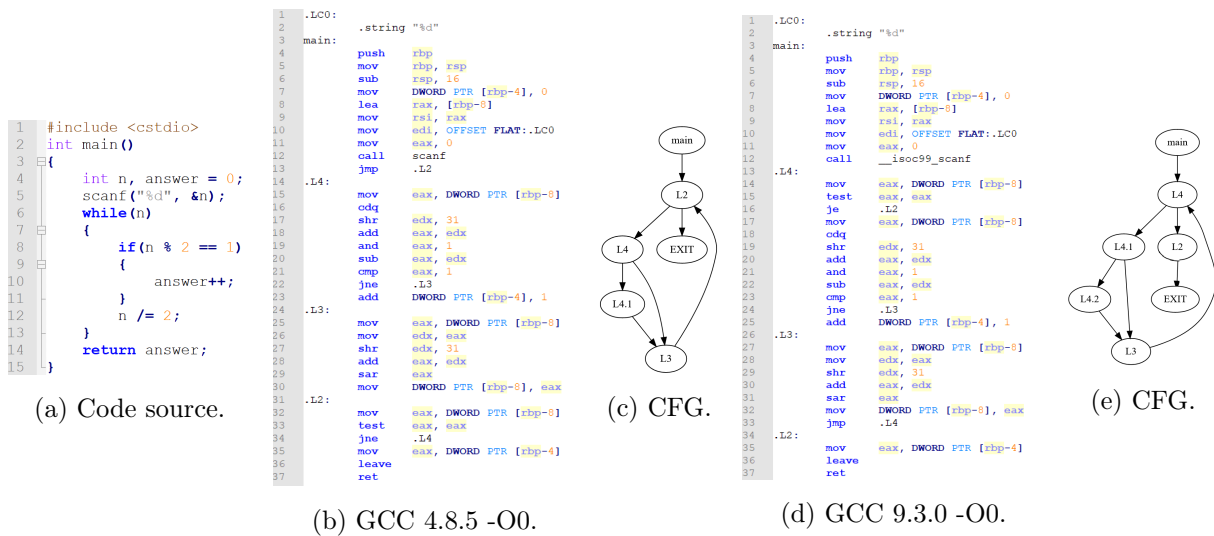 1 #include <cstdio>
2 int main()
3 {
4 int n, answer = 0;
5 scanf("%d", &n);
6 while(n)
7 {
8 if(n % 2 == 1)
9 {
10 answer++;
11 }
12 n /= 2;
13 }
14 return answer;
15 }
(a) Code source.
1 .LC0:
2 .string "%d"
3 main:
4 push rbp
5 mov rbp, rsp
6 sub rsp, 16
7 mov DWORD PTR [rbp-4], 0
8 lea rax, [rbp-8]
9 mov rsi, rax
10 mov edi, OFFSET FLAT:.LC0
11 mov eax, 0
12 call scanf
13 jmp .L2
14 .L4:
15 mov eax, DWORD PTR [rbp-8]
16 cdq
17 shr edx, 31
18 add eax, edx
19 and eax, 1
20 sub eax, edx
21 cmp eax, 1
22 jne .L3
23 add DWORD PTR [rbp-4], 1
24 .L3:
25 mov eax, DWORD PTR [rbp-8]
26 mov edx, eax
27 shr edx, 31
28 add eax, edx
29 sar eax
30 mov DWORD PTR [rbp-8], eax
31 .L2:
32 mov eax, DWORD PTR [rbp-8]
33 test eax, eax
34 jne .L4
35 mov eax, DWORD PTR [rbp-4]
36 leave
37 ret
(b) GCC 4.8.5 -O0.
main
L2
L4
EXIT
L4.1
L3
(c) CFG.
1 .LC0:
2 .string "%d"
3 main:
4 push rbp
5 mov rbp, rsp
6 sub rsp, 16
7 mov DWORD PTR [rbp-4], 0
8 lea rax, [rbp-8]
9 mov rsi, rax
10 mov edi, OFFSET FLAT:.LC0
11 mov eax, 0
12 call __isoc99_scanf
13 .L4:
14 mov eax, DWORD PTR [rbp-8]
15 test eax, eax
16 je .L2
17 mov eax, DWORD PTR [rbp-8]
18 cdq
19 shr edx, 31
20 add eax, edx
21 and eax, 1
22 sub eax, edx
23 cmp eax, 1
24 jne .L3
25 add DWORD PTR [rbp-4], 1
26 .L3:
27 mov eax, DWORD PTR [rbp-8]
28 mov edx, eax
29 shr edx, 31
30 add eax, edx
31 sar eax
32 mov DWORD PTR [rbp-8], eax
33 jmp .L4
34 .L2:
35 mov eax, DWORD PTR [rbp-4]
36 leave
37 ret
(d) GCC 9.3.0 -O0.
main
L4
L4.1
L2
L4.2
EXIT
L3
(e) CFG.